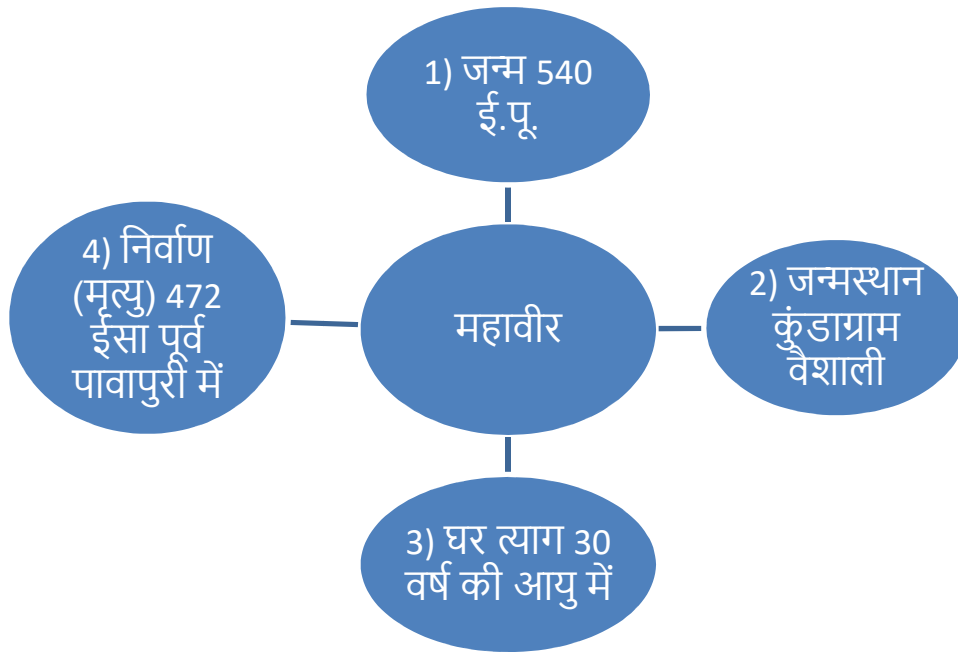 1) जन्म 540
ई.पू.
4) निर्वाण
(मृत्यु) 472
ईसा पूर्व
पावापुरी में
महावीर
2) जन्मस्थान
कुंडाग्राम
वैशाली
3) घर त्याग 30
वर्ष की आयु में